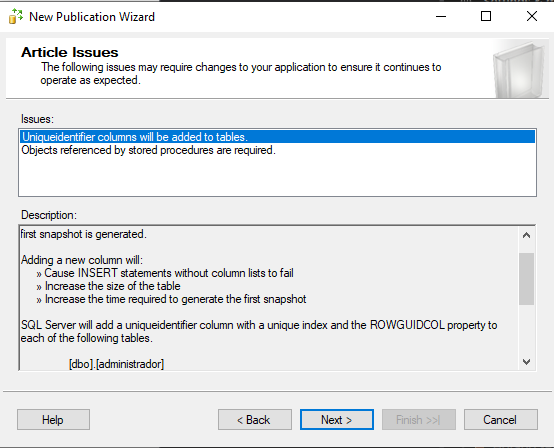 New Publication Wizard
Article Issues
The following issues may require changes to your application to ensure it continues to
operate as expected.
Issues:
Uniqueidentifier columns will be added to tables.
Objects referenced by stored procedures are required.
Description:
first snapshot is generated.
Adding a new column will:
» Cause INSERT statements without column lists to fail
» Increase the size of the table
» Increase the time required to generate the first snapshot
SQL Server will add a uniqueidentifier column with a unique index and the ROWGUIDCOL property to
each of the following tables.
[dbo].[administrador]
Help
< Back
Next >
Finish >>|
Cancel